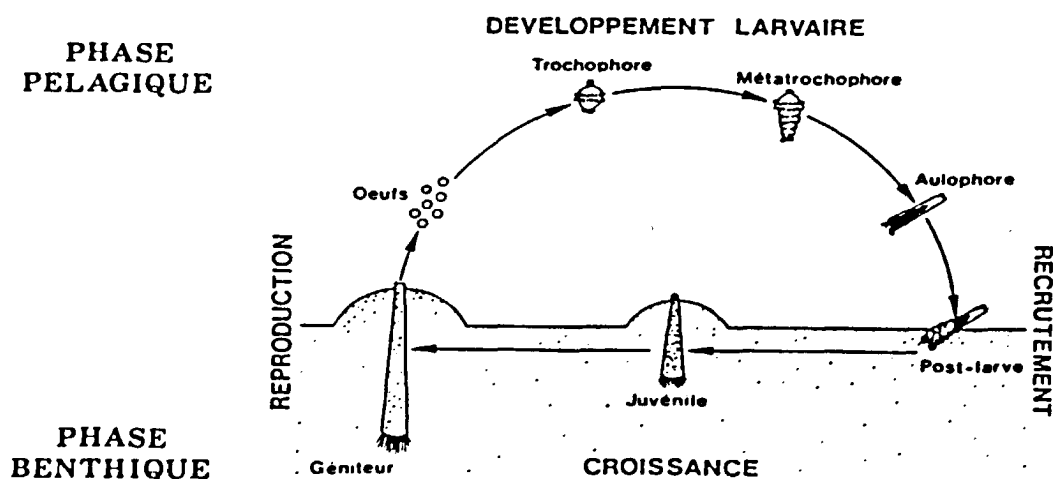 DEVELOPPEMENT LARVAIRE
PHASE
PELAGIQUE
Trochophore
Métatrochophore
Oeufs
Aulophore
REPRODUCTION
RECRUTEMENT
Post-larve
Juvénile
PHASE
BENTHIQUE
Géniteur
CROISSANCE